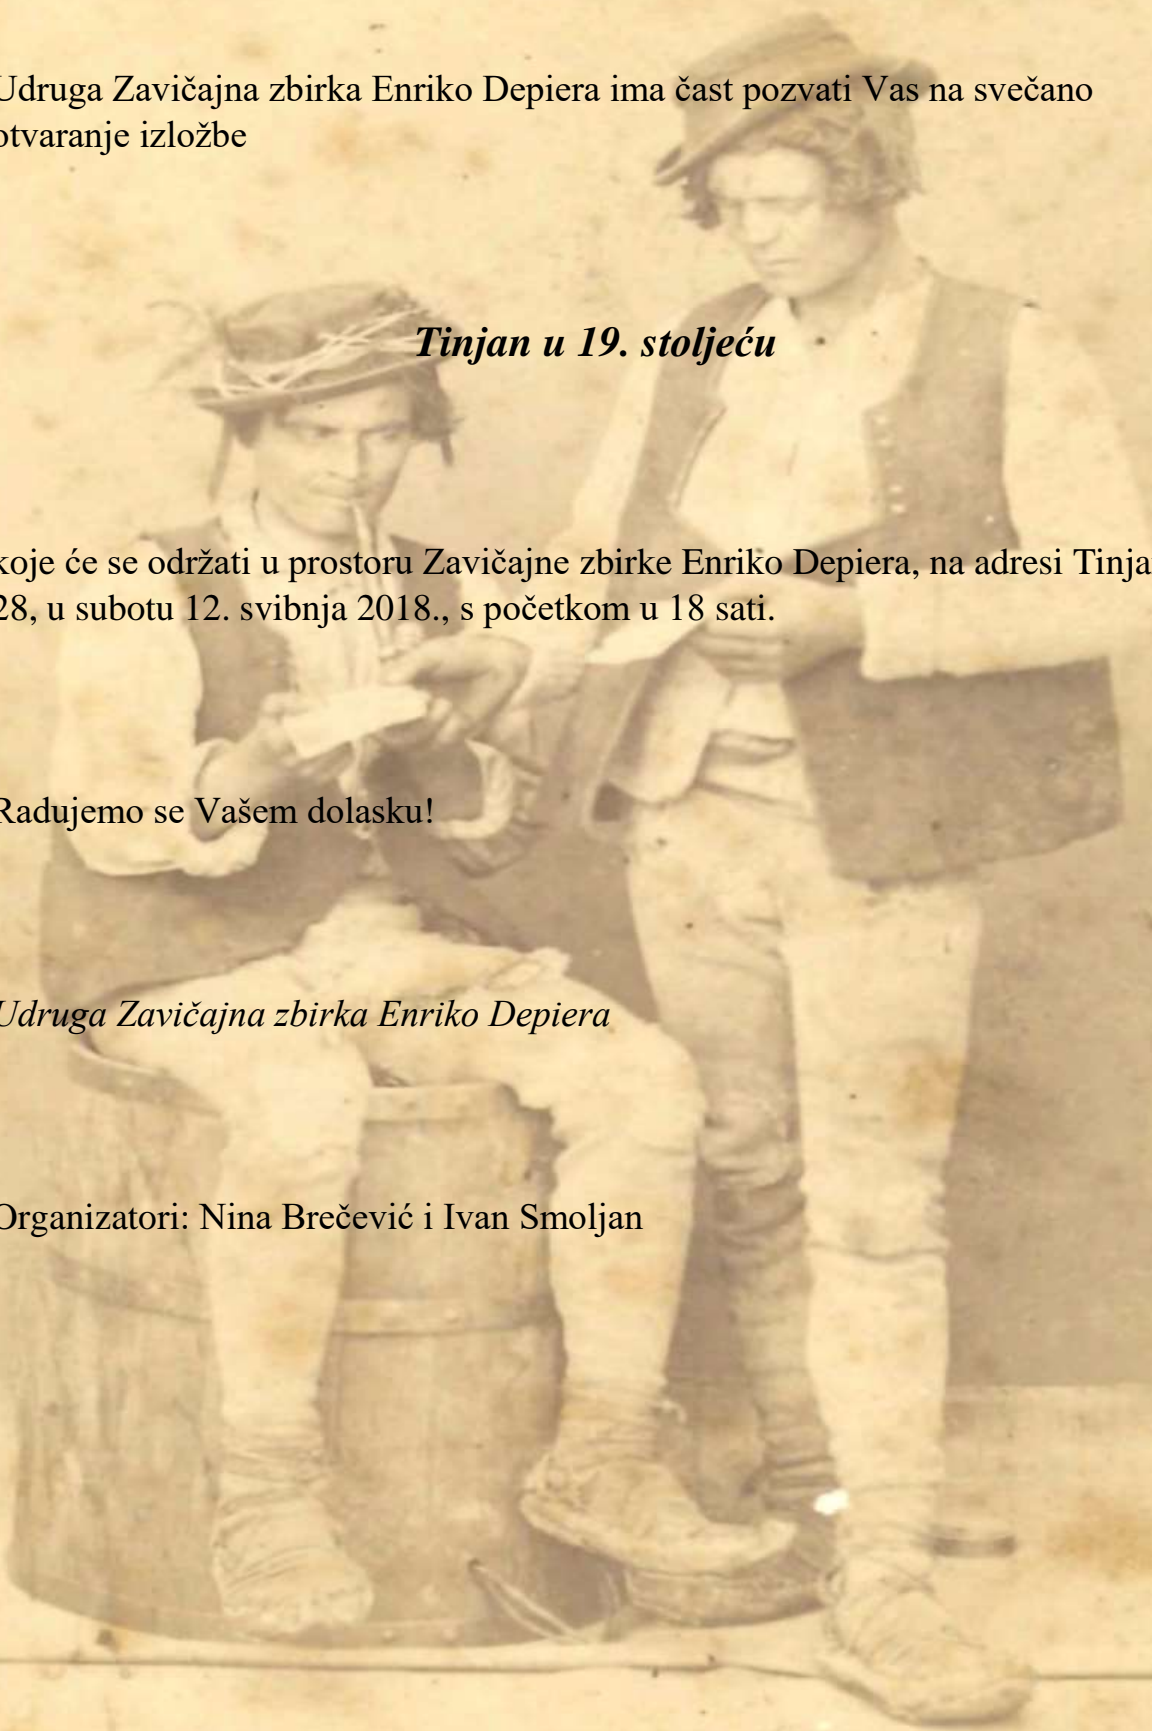 Udruga Zavičajna zbirka Enriko Depiera ima čast pozvati Vas na svečano
otvaranje izložbe
Tinjan u 19. stoljeću
koje će se održati u prostoru Zavičajne zbirke Enriko Depiera, na adresi Tinja
28, u subotu 12. svibnja 2018., s početkom u 18 sati.
Radujemo se Vašem dolasku!
Udruga Zavičajna zbirka Enriko Depiera
Organizatori: Nina Brečević i Ivan Smoljan